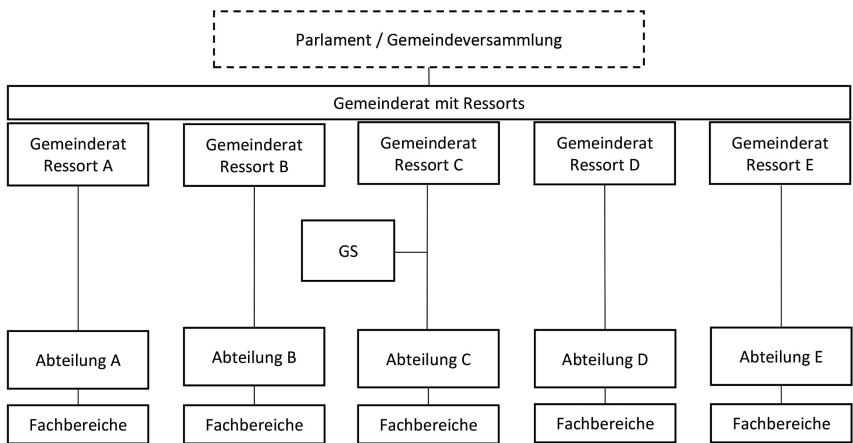 Parlament / Gemeindeversammlung
Gemeinderat mit Ressorts
Gemeinderat
Ressort A
Gemeinderat
Ressort B
Gemeinderat
Ressort C
Gemeinderat
Ressort D
Gemeinderat
Ressort E
GS
Abteilung A
Abteilung B
Abteilung C
Abteilung D
Abteilung E
Fachbereiche
Fachbereiche
Fachbereiche
Fachbereiche
Fachbereiche